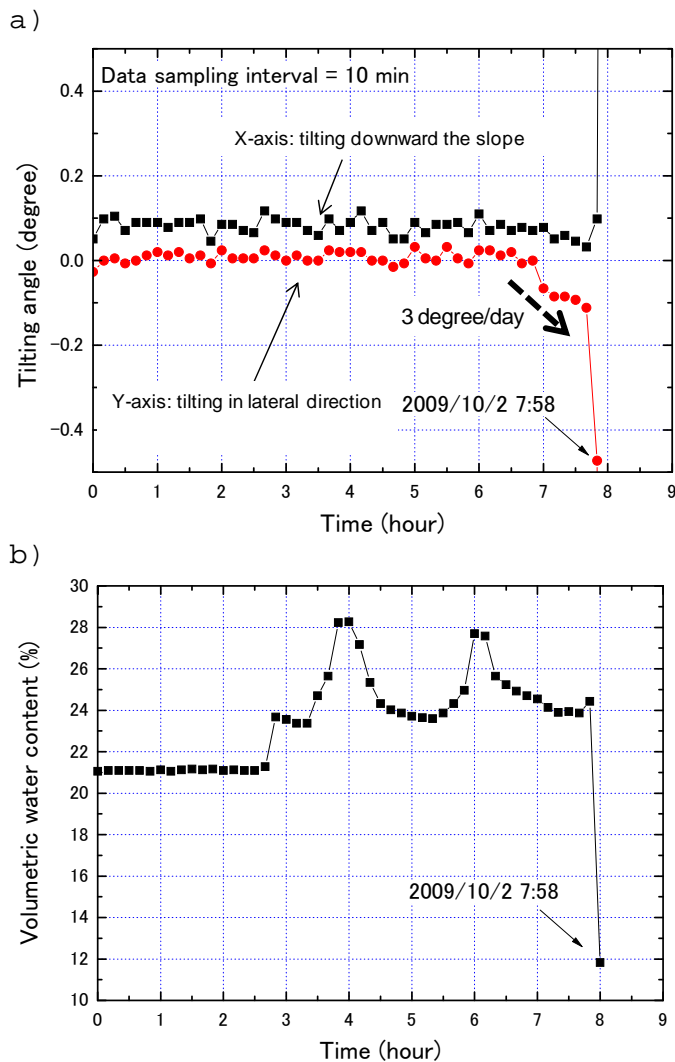 a)
Data sampling interval = 10 min
X-axis: tilting downward the slope
3 degree/day
Y-axis: tilting in lateral direction
2009/10/2 7:58
Tilting angle (degree)
0.4
0.2
0.0
-0.2
-0.4
0 1 2 3 4 5 6 7 8 9
Time (hour)
b)
2009/10/2 7:58
Volumetric water content (%)
30
28
26
24
22
20
18
16
14
12
10
0 1 2 3 4 5 6 7 8 9
Time (hour)